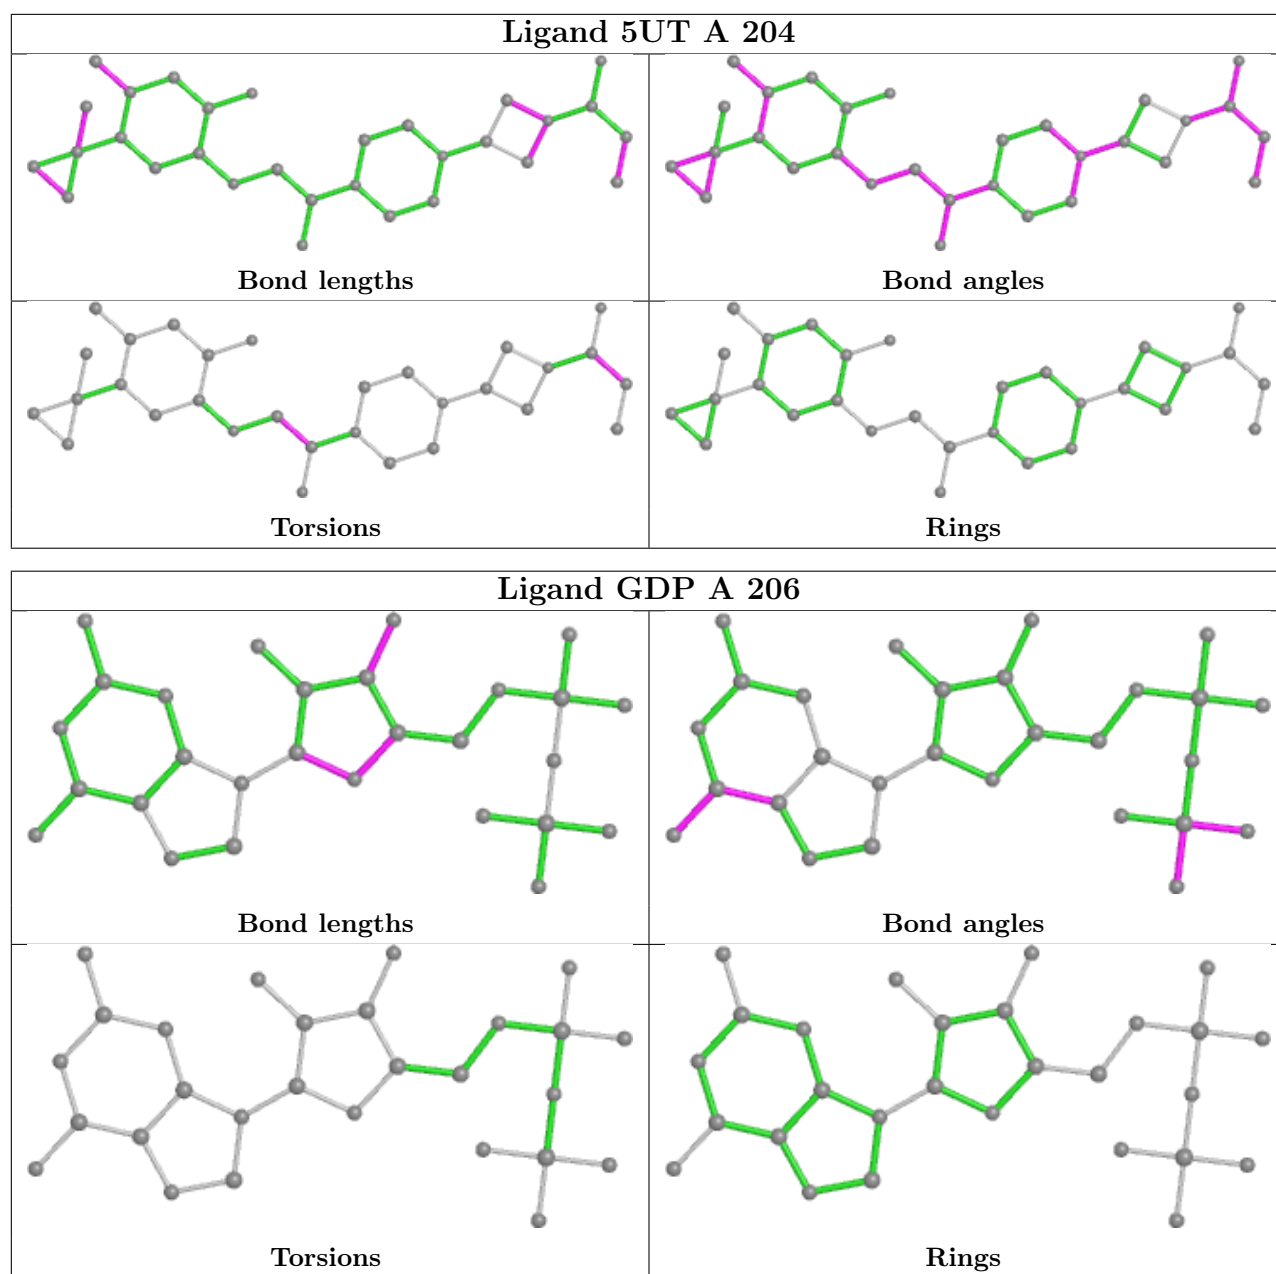 Ligand 5UT A 204
Bond lengths
Bond angles
Torsions
Rings
Ligand GDP A 206
Bond lengths
Bond angles
Torsions
Rings